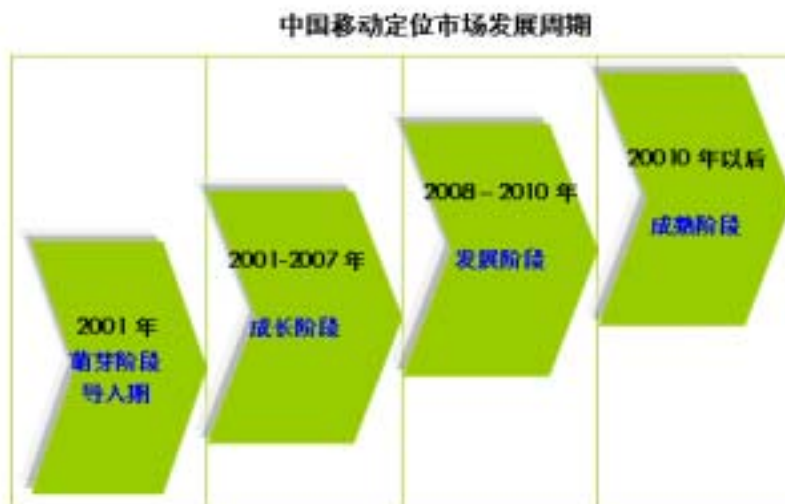 中国移动定位市场发展周期
2001 年
萌芽阶段
导入期
2001-2007 年
成长阶段
2008 – 2010 年
发展阶段
20010 年以后
成熟阶段